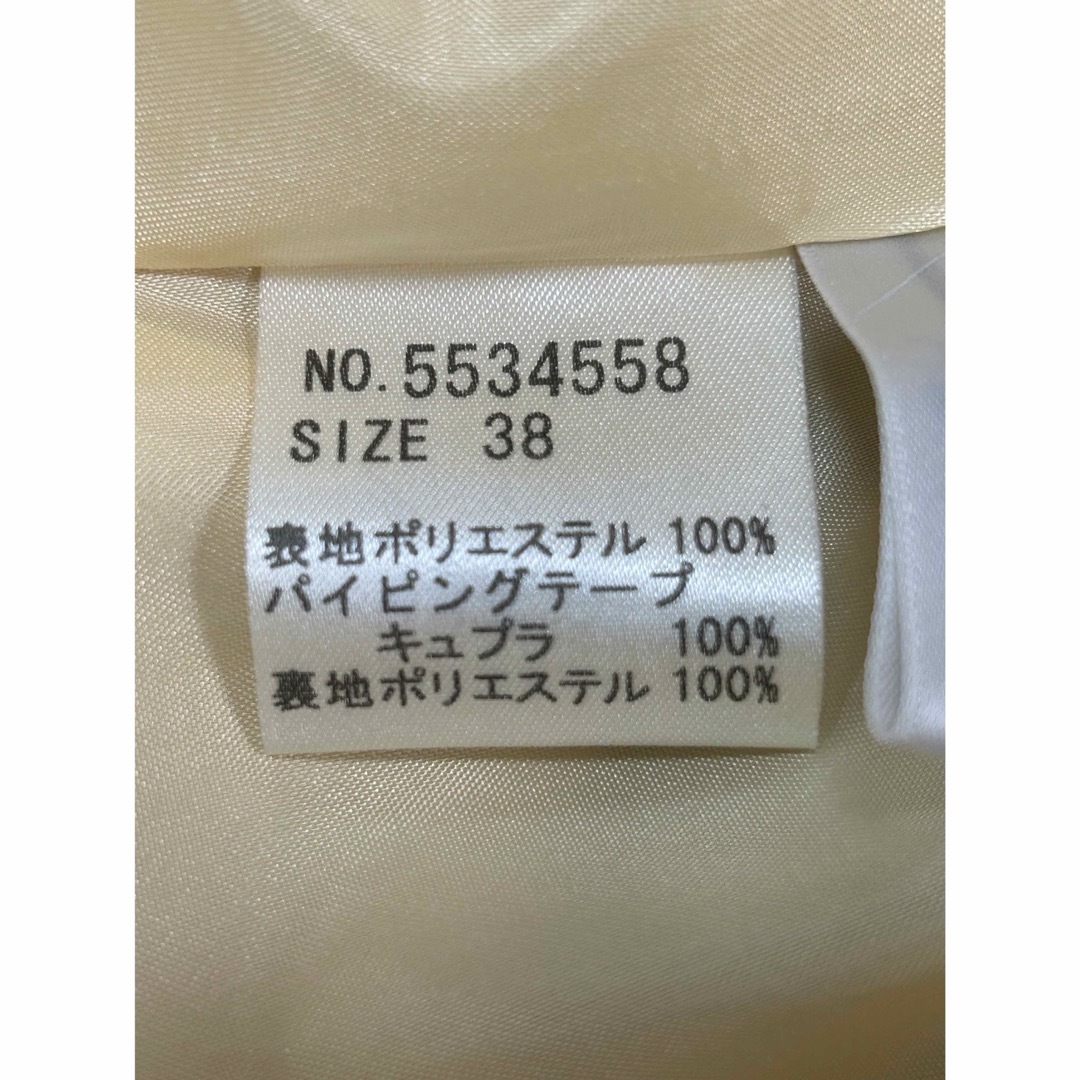 NO. 5534558
SIZE 38
表地ポリエステル 100%
パイピングテープ
キュプラ 100%
裏地ポリエステル 100%